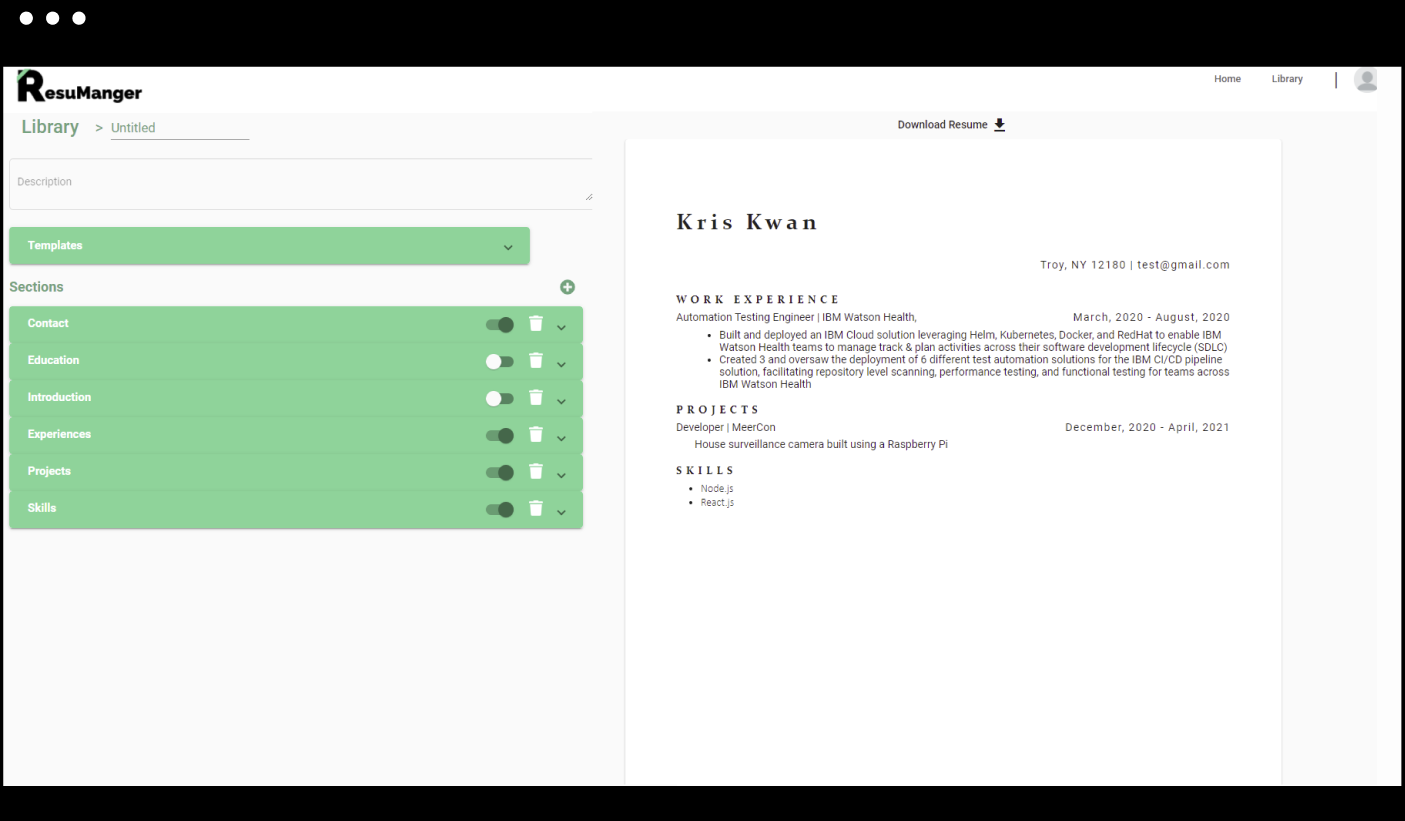 ResuManger
Home Library
Library > Untitled
Download Resume
Description
Templates
Sections
Contact
Education
Introduction
Experiences
Projects
Skills
Kris Kwan
Troy, NY 12180 | test@gmail.com
WORK EXPERIENCE
Automation Testing Engineer | IBM Watson Health, March, 2020 - August, 2020
• Built and deployed an IBM Cloud solution leveraging Helm, Kubernetes, Docker, and RedHat to enable IBM
Watson Health teams to manage track & plan activities across their software development lifecycle (SDLC)
• Created 3 and oversaw the deployment of 6 different test automation solutions for the IBM CI/CD pipeline
solution, facilitating repository level scanning, performance testing, and functional testing for teams across
IBM Watson Health
PROJECTS
Developer | MeerCon December, 2020 - April, 2021
House surveillance camera built using a Raspberry Pi
SKILLS
• Node.js
• React.js